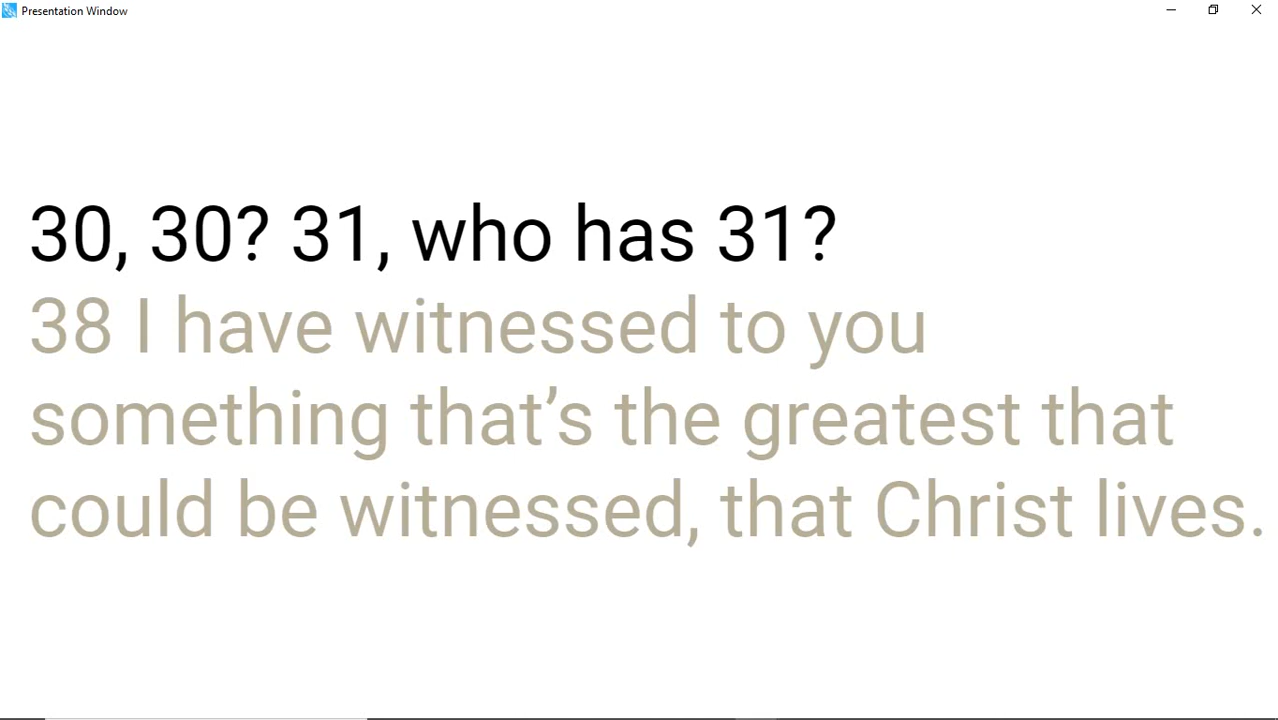 Presentation Window
30, 30? 31, who has 31?
38 I have witnessed to you
something that’s the greatest that
could be witnessed, that Christ lives.